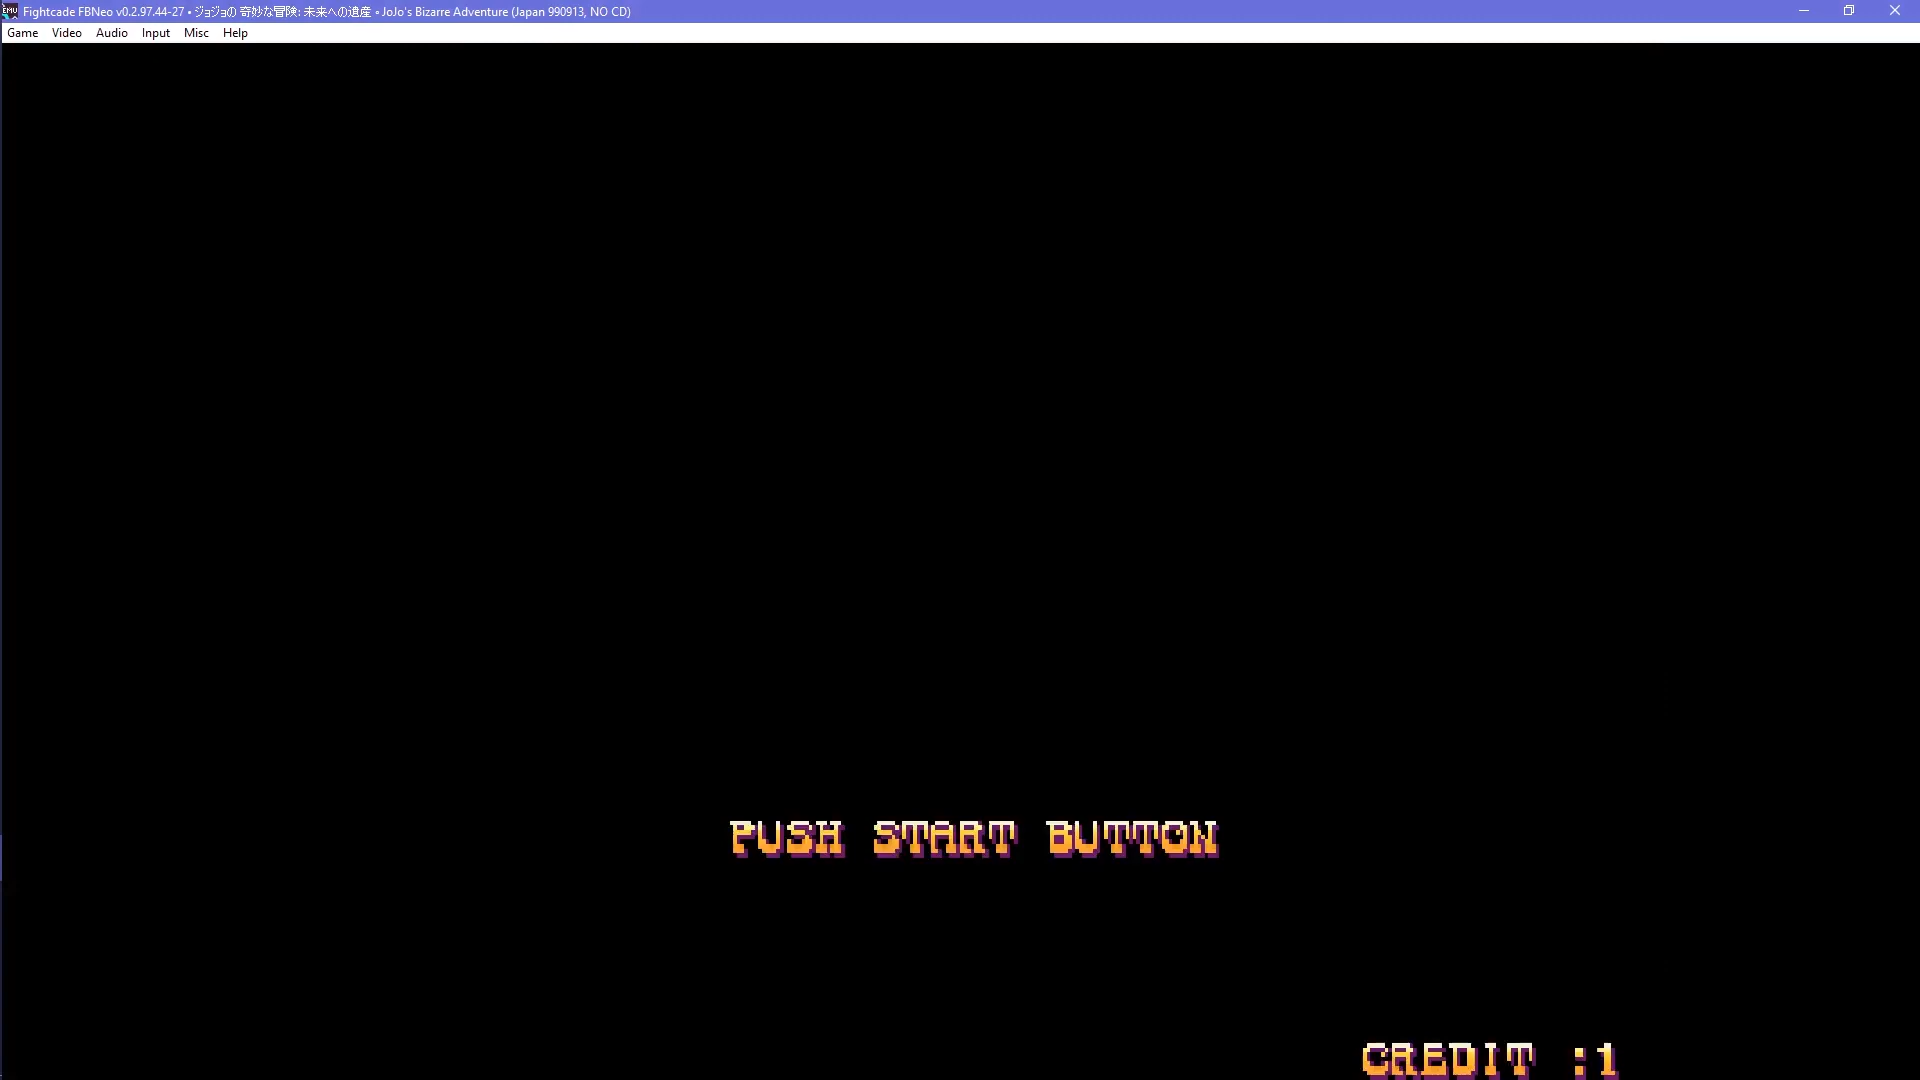 Fightcade FBNeo v0.2.97.44-27 • ジョジョの 奇妙な冒険: 未来への遺産 • JoJo's Bizarre Adventure (Japan 990913, NO CD)
Game Video Audio Input Misc Help
PUSH START BUTTON
CREDIT :1